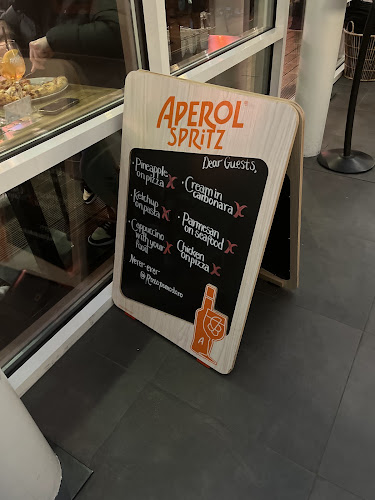 APEROL
SPRITZ
Dear Guests,
• Pineapple
on pizza X
• Ketchup
on pasta X
• Cappuccino
with your X
Never-ever
• Cream in
carbonara X
• Parmesan
on seafood X
Chicken
on pizza X
A